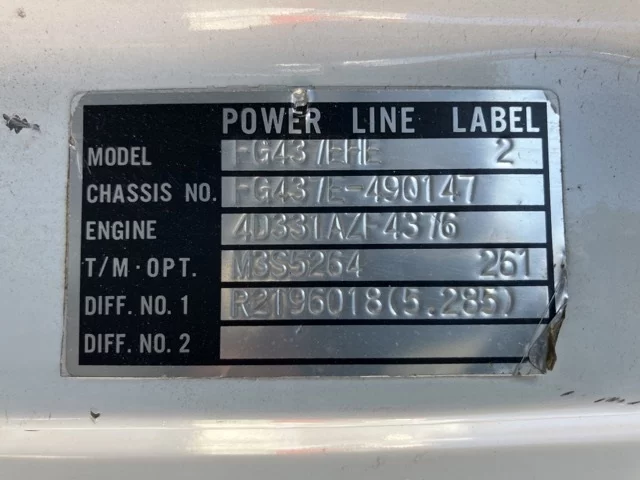 POWER LINE LABEL
MODEL FG437EHE 2
CHASSIS NO. FG437E-490147
ENGINE
T/M·OPT. M3S5264 261
DIFF. NO. 1 R2196018(5.285)
DIFF. NO. 2